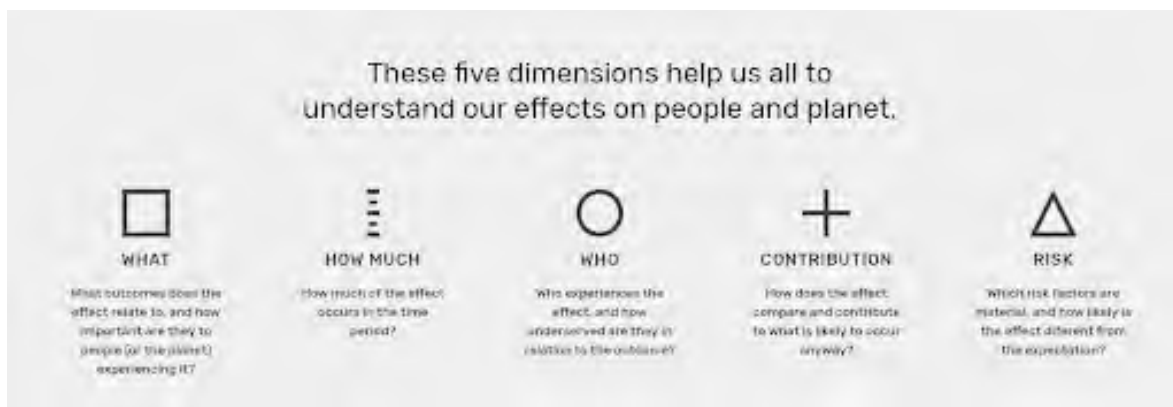 These five dimensions help us all to
understand our effects on people and planet.
WHAT
What outcomes does the
effect relate to, and how
important are they to
people (or the planet)
experiencing it?
HOW MUCH
How much of the effect
occurs in the time
period?
WHO
Who experiences the
effect, and how
underserved are they in
relation to the outcome?
CONTRIBUTION
How does the effect
compare and contribute
to what is likely to occur
anyway?
RISK
Which risk factors are
material, and how likely is
the effect different from
the expectation?